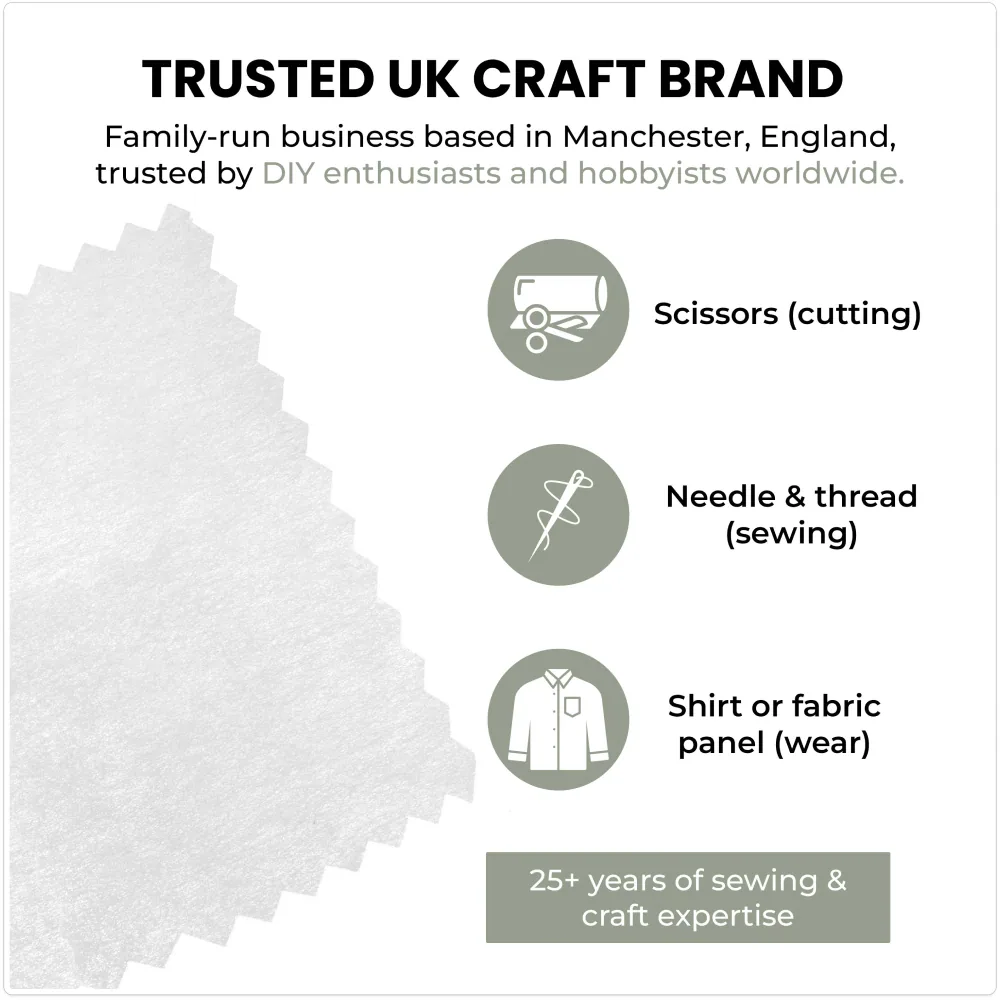 TRUSTED UK CRAFT BRAND
Family-run business based in Manchester, England,
trusted by DIY enthusiasts and hobbyists worldwide.
Scissors (cutting)
Needle & thread
(sewing)
Shirt or fabric
panel (wear)
25+ years of sewing &
craft expertise